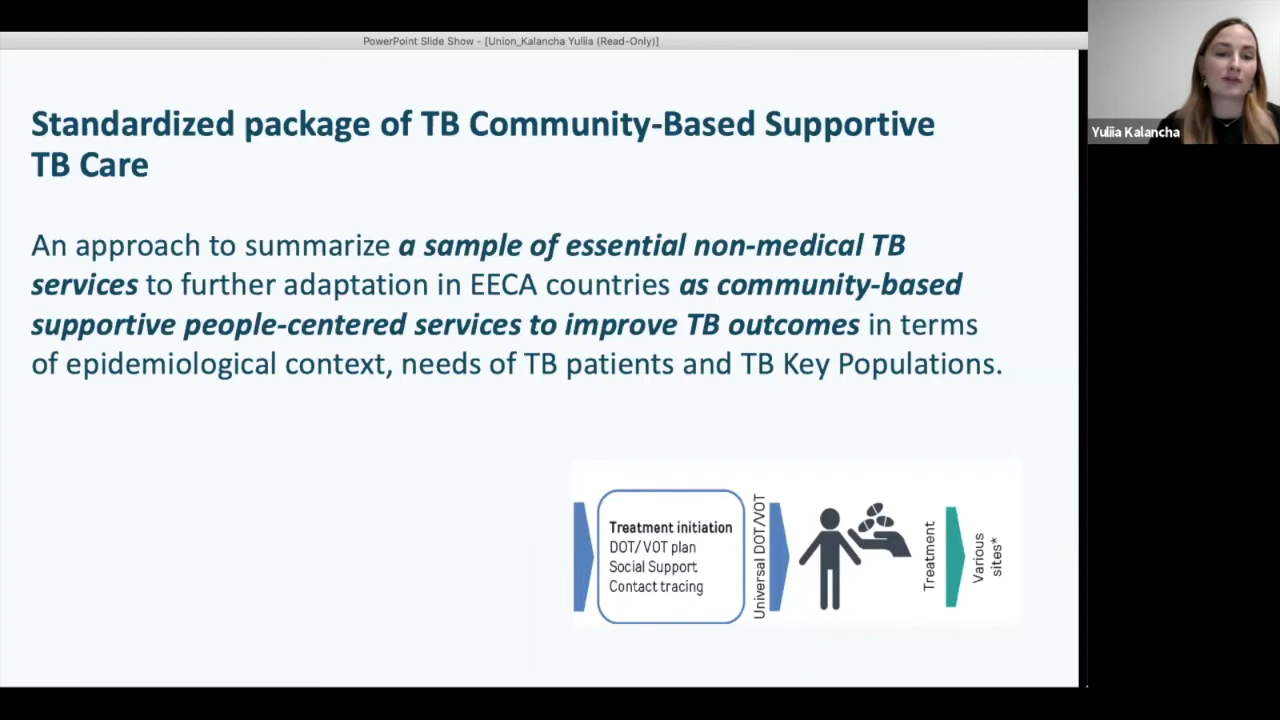 PowerPoint Slide Show - [Union_Kalancha Yuliia (Read-Only)]
Standardized package of TB Community-Based Supportive
TB Care
An approach to summarize a sample of essential non-medical TB
services to further adaptation in EECA countries as community-based
supportive people-centered services to improve TB outcomes in terms
of epidemiological context, needs of TB patients and TB Key Populations.
Treatment initiation
DOT/VOT plan
Social Support
Contact tracing
Universal DOT/VOT
Treatment
Various
sites*
Yuliia Kalancha